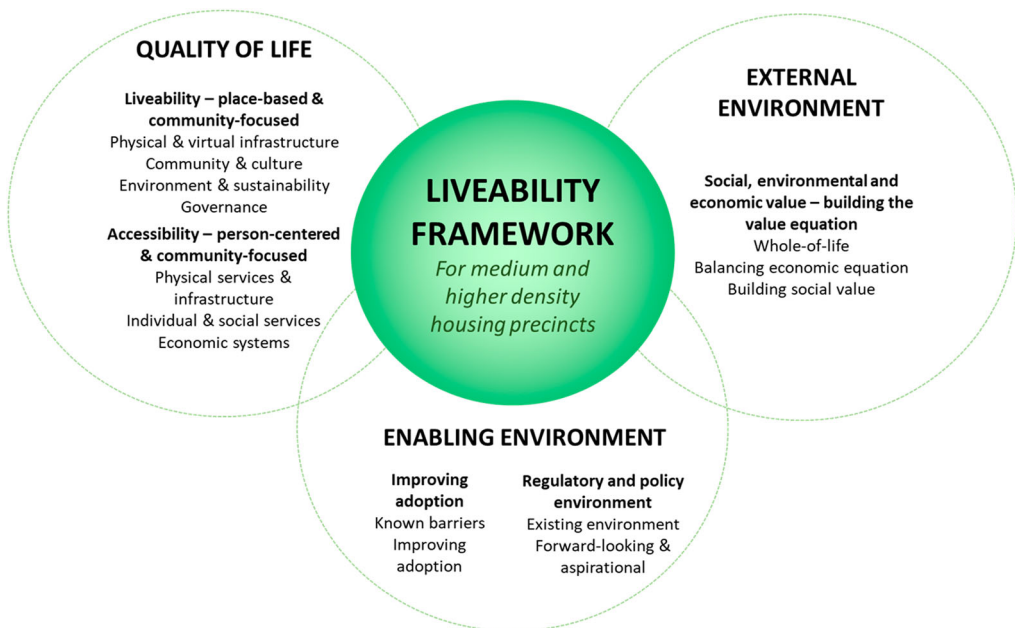 QUALITY OF LIFE
Liveability – place-based &
community-focused
Physical & virtual infrastructure
Community & culture
Environment & sustainability
Governance
Accessibility – person-centered
& community-focused
Physical services &
infrastructure
Individual & social services
Economic systems
LIVEABILITY
FRAMEWORK
For medium and
higher density
housing precincts
EXTERNAL
ENVIRONMENT
Social, environmental and
economic value – building the
value equation
Whole-of-life
Balancing economic equation
Building social value
ENABLING ENVIRONMENT
Improving
adoption
Known barriers
Improving
adoption
Regulatory and policy
environment
Existing environment
Forward-looking &
aspirational